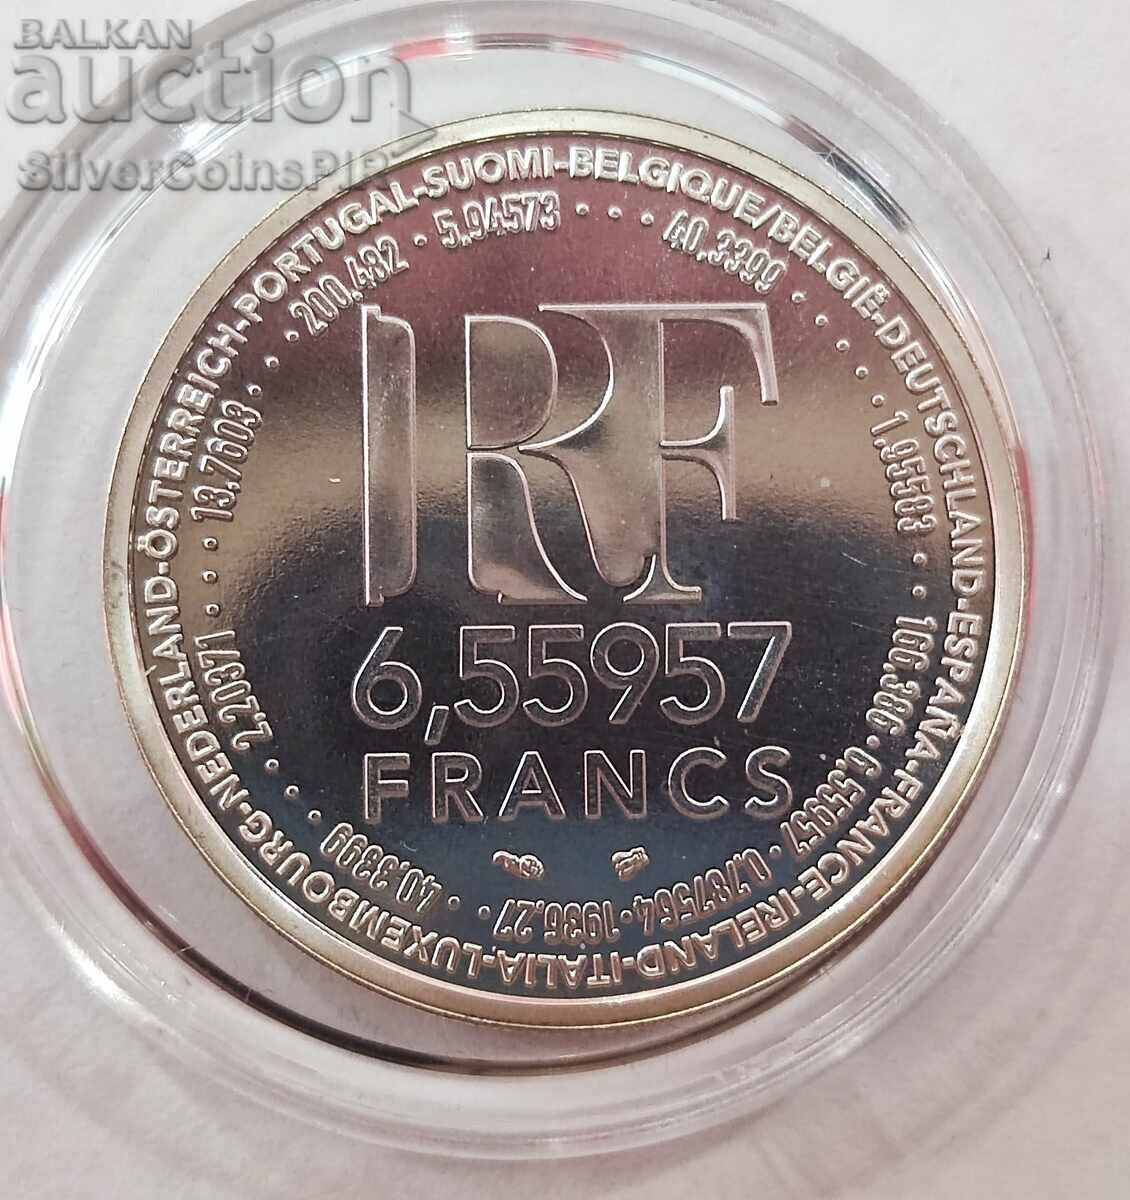 BALKAN
auction
SilverCoinsPIP
PORTUGAL-SUOMI-BELGIQUE/BELGIË-DEUTSCHLAND-ESPAÑA-FRANCE-IRELAND-ITALIA-LUXEMBOURG-NEDERLAND-ÖSTERREICH-
200,482 · 5,94573 · · · 40,3399 · · · · · · 1,95583 · 166,386 · 6,55957 · 0,787564 · 1936,27 · · · 40,3399 · · · · 2,20371 · · · 13,7603 · · ·
RF
6,55957
FRANCS